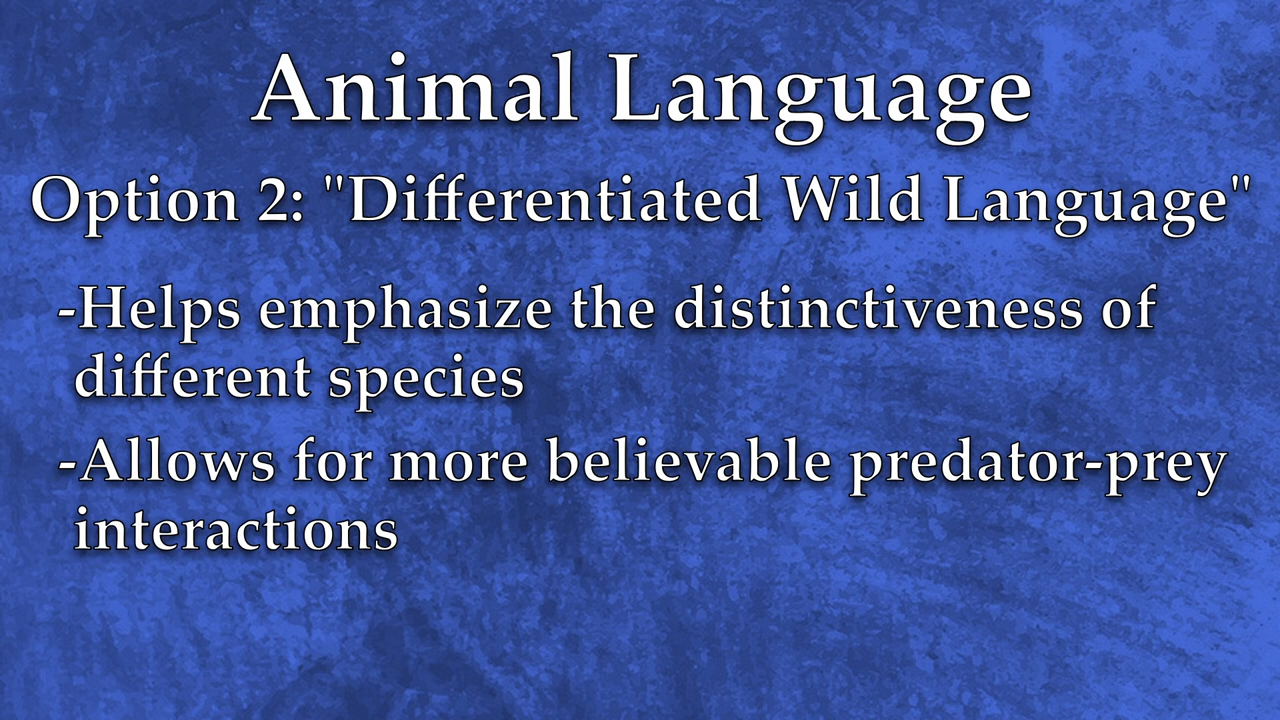 Animal Language
Option 2: "Differentiated Wild Language"
-Helps emphasize the distinctiveness of
different species
-Allows for more believable predator-prey
interactions